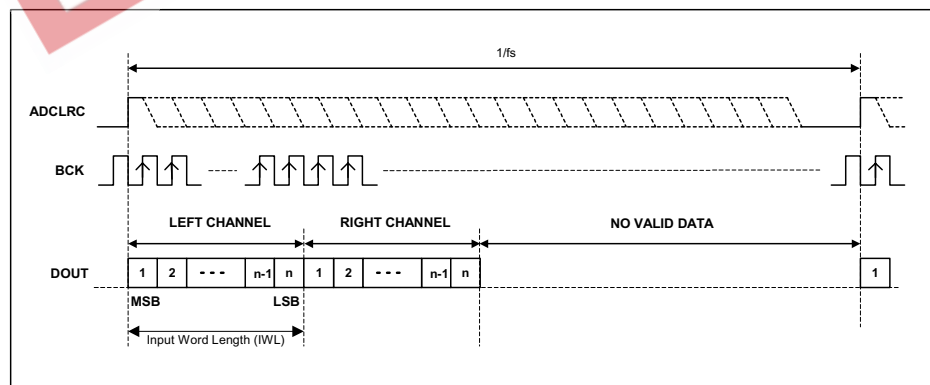 1/fs
ADCLRC
BCK
LEFT CHANNEL RIGHT CHANNEL NO VALID DATA
DOUT 1 2 - - - n-1 n 1 2 - - - n-1 n 1
MSB LSB
Input Word Length (IWL)